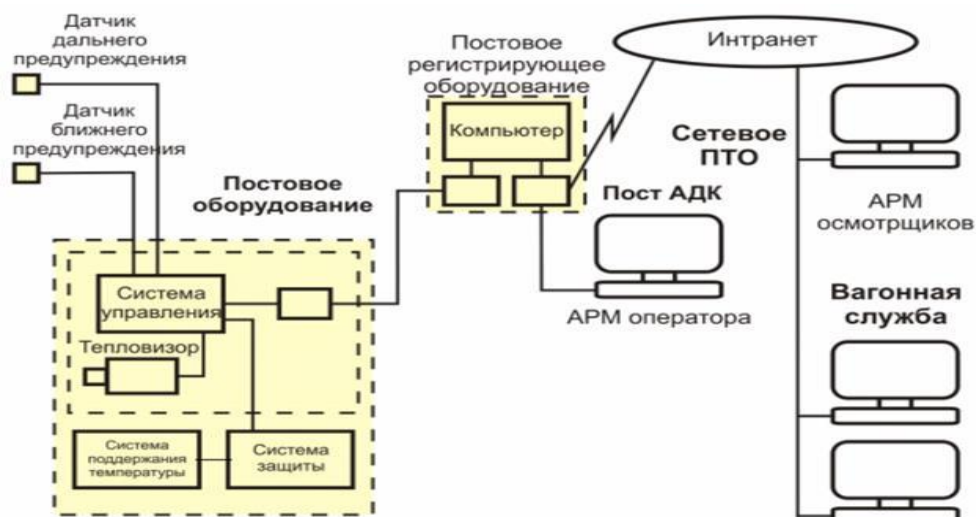 Датчик
дальнего
предупреждения
Датчик
ближнего
предупреждения
Постовое
оборудование
Система
управления
Тепловизор
Система
поддержания
температуры
Система
защиты
Постовое
регистрирующее
оборудование
Компьютер
Пост АДК
АРМ оператора
Интранет
Сетевое
ПТО
АРМ
осмотрщиков
Вагонная
служба